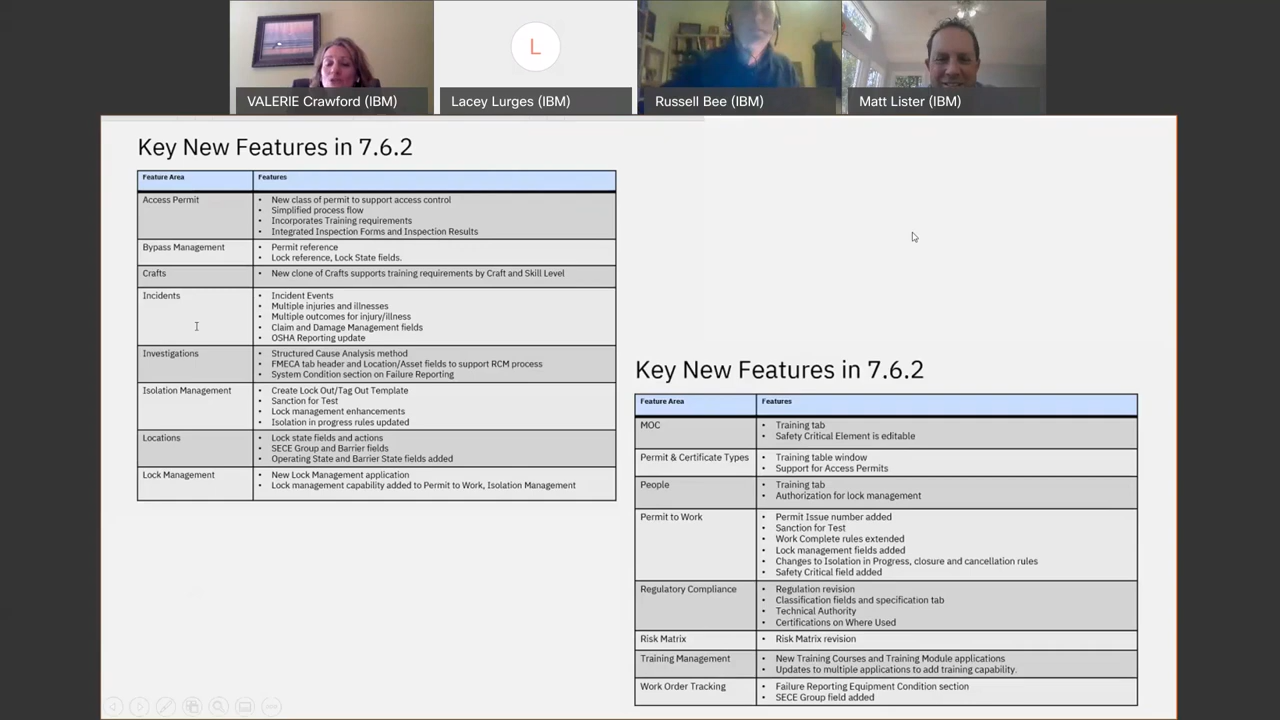 VALERIE Crawford (IBM)
L
Lacey Lurges (IBM)
Russell Bee (IBM)
Matt Lister (IBM)
Key New Features in 7.6.2
Feature Area
Features
Access Permit
• New class of permit to support access control
• Simplified process flow
• Incorporates Training requirements
• Integrated Inspection Forms and Inspection Results
Bypass Management
• Permit reference
• Lock reference, Lock State fields.
Crafts
• New clone of Crafts supports training requirements by Craft and Skill Level
Incidents
• Incident Events
• Multiple injuries and illnesses
• Multiple outcomes for injury/illness
• Claim and Damage Management fields
• OSHA Reporting update
Investigations
• Structured Cause Analysis method
• FMECA tab header and Location/Asset fields to support RCM process
• System Condition section on Failure Reporting
Isolation Management
• Create Lock Out/Tag Out Template
• Sanction for Test
• Lock management enhancements
• Isolation in progress rules updated
Locations
• Lock state fields and actions
• SECE Group and Barrier fields
• Operating State and Barrier State fields added
Lock Management
• New Lock Management application
• Lock management capability added to Permit to Work, Isolation Management
Key New Features in 7.6.2
Feature Area
Features
MOC
• Training tab
• Safety Critical Element is editable
Permit & Certificate Types
• Training table window
• Support for Access Permits
People
• Training tab
• Authorization for lock management
Permit to Work
• Permit Issue number added
• Sanction for Test
• Work Complete rules extended
• Lock management fields added
• Changes to Isolation in Progress, closure and cancellation rules
• Safety Critical field added
Regulatory Compliance
• Regulation revision
• Classification fields and specification tab
• Technical Authority
• Certifications on Where Used
Risk Matrix
• Risk Matrix revision
Training Management
• New Training Courses and Training Module applications
• Updates to multiple applications to add training capability.
Work Order Tracking
• Failure Reporting Equipment Condition section
• SECE Group field added